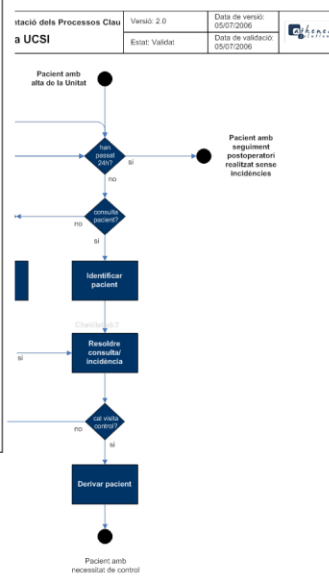 ntació dels Processos Clau
a UCSI
Versió: 2.0
Data de versió:
05/07/2006
Estat: Validat
Data de validació:
05/07/2006
athenea
Pacient amb
alta de la Unitat
han
passat
24h?
si
no
Pacient amb
seguiment
postoperatori
realitzat sense
incidències
consulta
pacient?
no
si
Identificar
pacient
si
Resoldre
consulta/
incidència
cal visita
control?
no
si
Derivar pacient
Pacient amb
necessitat de control